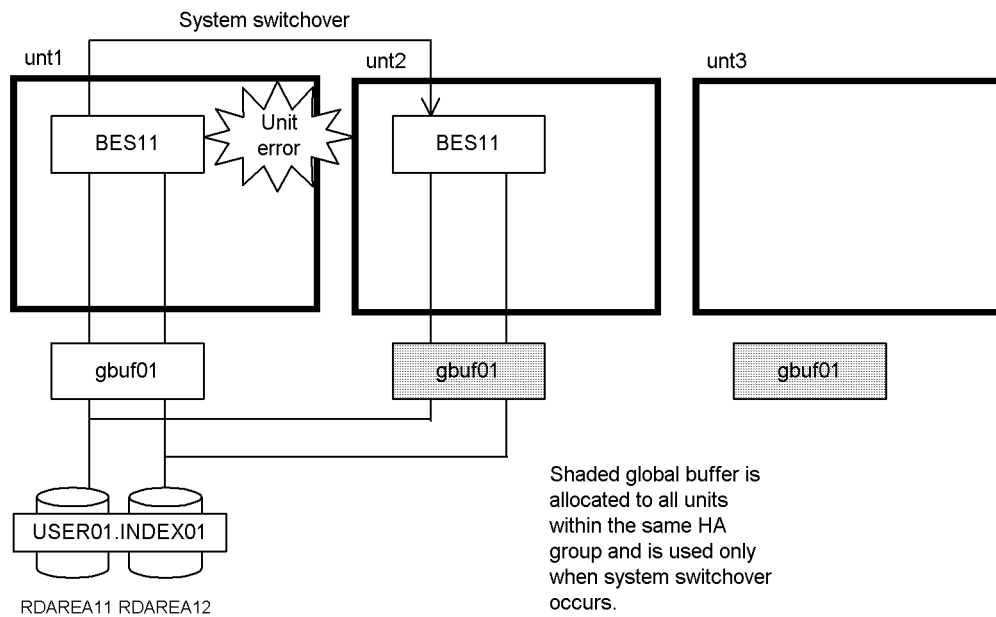 System switchover
unt1
unt2
unt3
Unit
error
BES11
BES11
gbuf01
gbuf01
gbuf01
USER01.INDEX01
RDAREA11 RDAREA12
Shaded global buffer is
allocated to all units
within the same HA
group and is used only
when system switchover
occurs.